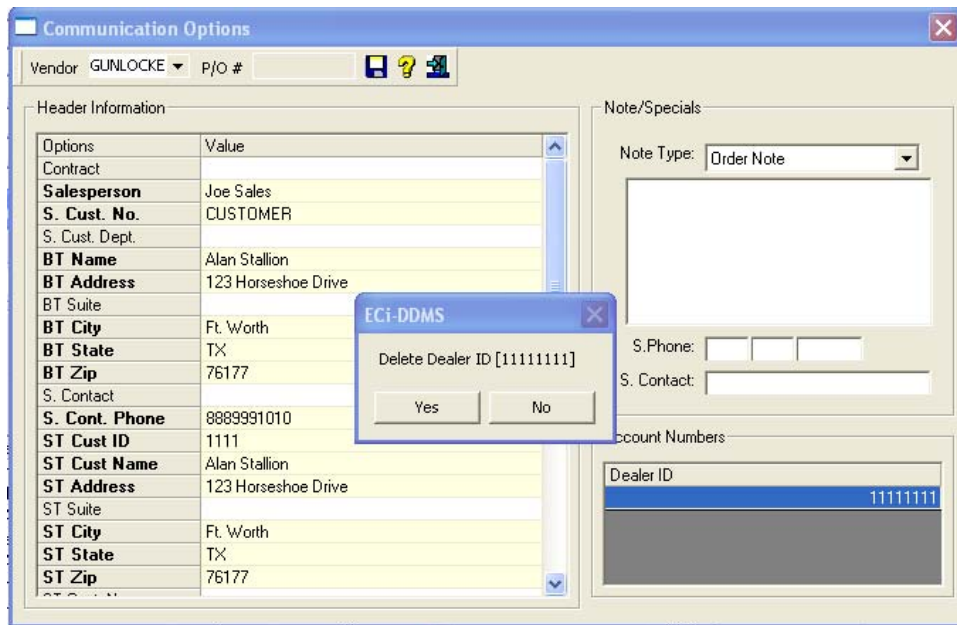 Communication Options
Vendor GUNLOCKE P/O #
Header Information
Options Value
Contract
Salesperson Joe Sales
S. Cust. No. CUSTOMER
S. Cust. Dept.
BT Name Alan Stallion
BT Address 123 Horseshoe Drive
BT Suite
BT City Ft. Worth
BT State TX
BT Zip 76177
S. Contact
S. Cont. Phone 8889991010
ST Cust ID 1111
ST Cust Name Alan Stallion
ST Address 123 Horseshoe Drive
ST Suite
ST City Ft. Worth
ST State TX
ST Zip 76177
ECi-DDMS
Delete Dealer ID [11111111]
Yes No
Note/Specials
Note Type: Order Note
S.Phone:
S. Contact:
ccount Numbers
Dealer ID
11111111